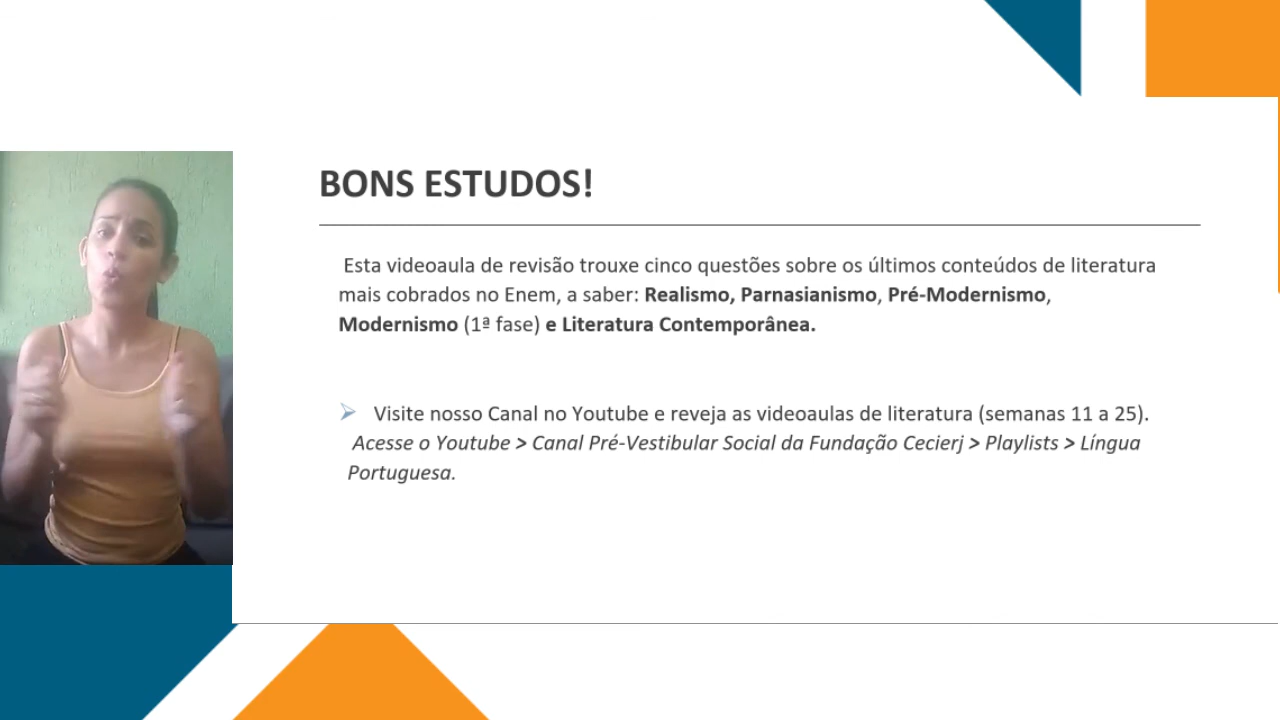 BONS ESTUDOS!
Esta videoaula de revisão trouxe cinco questões sobre os últimos conteúdos de literatura
mais cobrados no Enem, a saber: Realismo, Parnasianismo, Pré-Modernismo,
Modernismo (1ª fase) e Literatura Contemporânea.
➢ Visite nosso Canal no Youtube e reveja as videoaulas de literatura (semanas 11 a 25).
Acesse o Youtube > Canal Pré-Vestibular Social da Fundação Cecierj > Playlists > Língua
Portuguesa.